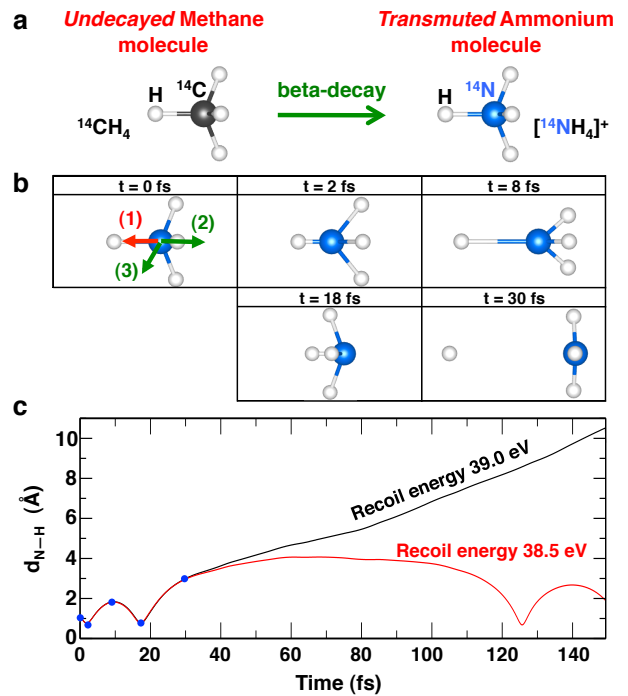 a
Undecayed Methane
molecule
Transmuted Ammonium
molecule
H
¹⁴C
¹⁴CH₄
beta-decay
H
¹⁴N
[¹⁴NH₄]⁺
b
t = 0 fs
t = 2 fs
t = 8 fs
(1)
(2)
(3)
t = 18 fs
t = 30 fs
c
10
8
6
4
2
0
d_N−H (Å)
Recoil energy 39.0 eV
Recoil energy 38.5 eV
0 20 40 60 80 100 120 140
Time (fs)